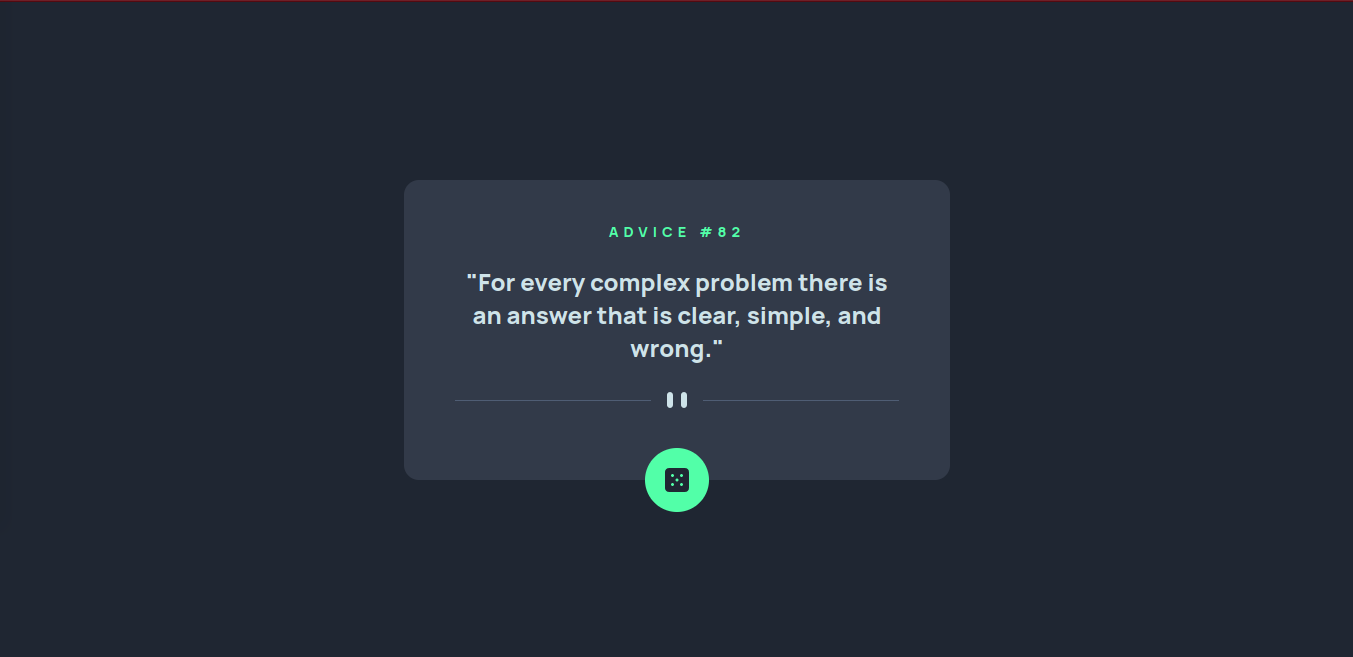 ADVICE #82
"For every complex problem there is
an answer that is clear, simple, and
wrong."